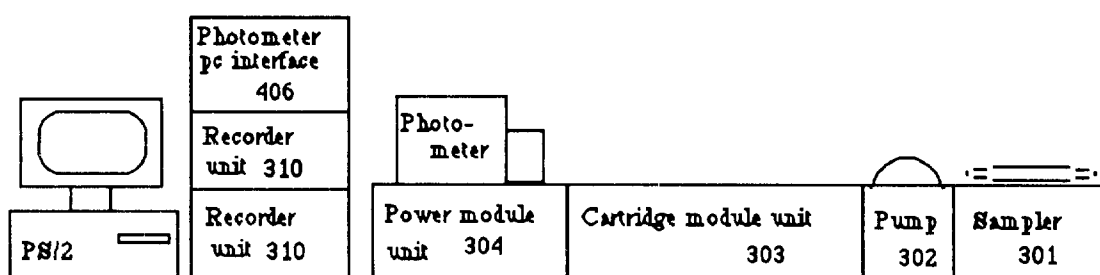 Photometer
pc interface
406
Recorder
unit 310
Recorder
unit 310
PS/2
Photo-
meter
Power module
unit 304
Cartridge module unit
303
Pump
302
Sampler
301